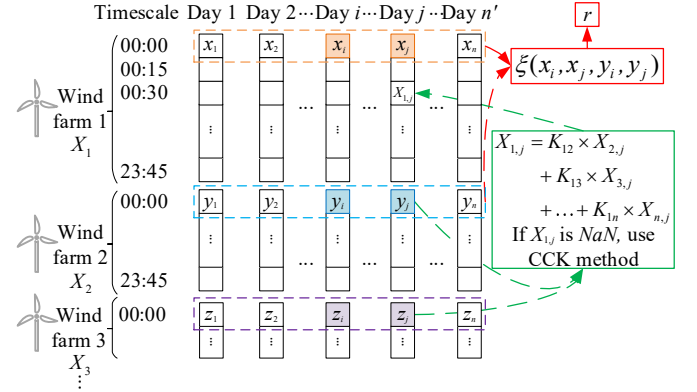 Timescale Day 1 Day 2 ··· Day i ··· Day j ··· Day n′
r
00:00 x₁ x₂ xᵢ xⱼ xₙ
ξ(xᵢ,xⱼ,yᵢ,yⱼ)
00:15
00:30 X₁,ⱼ
Wind
farm 1 ... ... ...
X₁
⋮ ⋮ ⋮ ⋮ ⋮
23:45
X₁,ⱼ = K₁₂ × X₂,ⱼ
+ K₁₃ × X₃,ⱼ
+ ... + K₁ₙ × Xₙ,ⱼ
If X₁,ⱼ is NaN, use
CCK method
00:00 y₁ y₂ yᵢ yⱼ yₙ
Wind
farm 2 ... ... ...
X₂
⋮ ⋮ ⋮ ⋮ ⋮
23:45
00:00 z₁ z₂ zᵢ zⱼ zₙ
Wind
farm 3
X₃
⋮ ⋮ ⋮ ⋮ ⋮
⋮